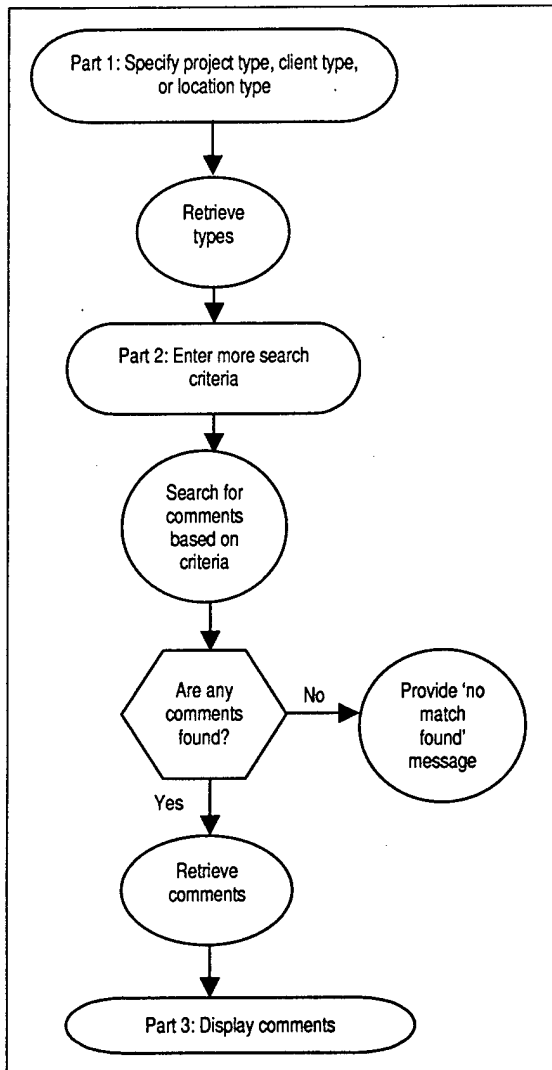 Part 1: Specify project type, client type,
or location type
Retrieve
types
Part 2: Enter more search
criteria
Search for
comments
based on
criteria
Are any
comments
found?
No
Provide 'no
match
found'
message
Yes
Retrieve
comments
Part 3: Display comments